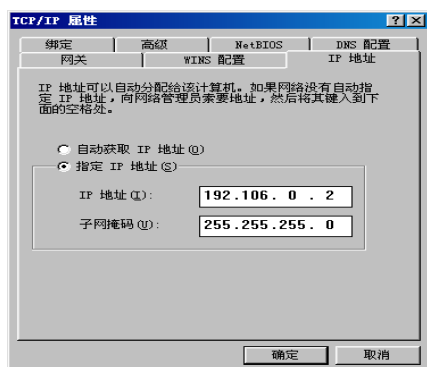 TCP/IP 属性
绑定 高级 NetBIOS DNS 配置
网关 WINS 配置 IP 地址
IP 地址可以自动分配给该计算机。如果网络没有自动指
定 IP 地址，向网络管理员索要地址，然后将其键入到下
面的空格处。
自动获取 IP 地址(O)
指定 IP 地址(S)
IP 地址(I): 192.106. 0 . 2
子网掩码(U): 255.255.255. 0
确定 取消